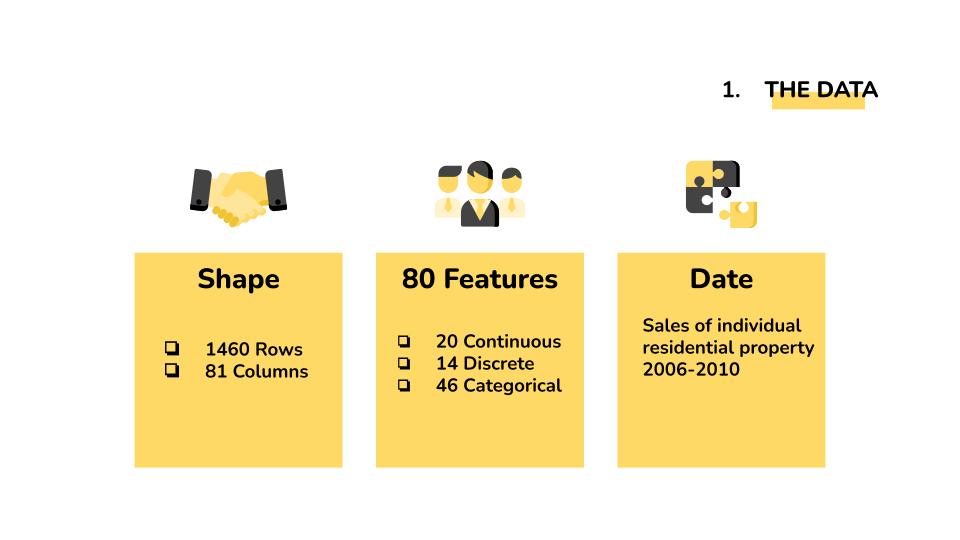 1. THE DATA
Shape
❏ 1460 Rows
❏ 81 Columns
80 Features
❏ 20 Continuous
❏ 14 Discrete
❏ 46 Categorical
Date
Sales of individual
residential property
2006-2010